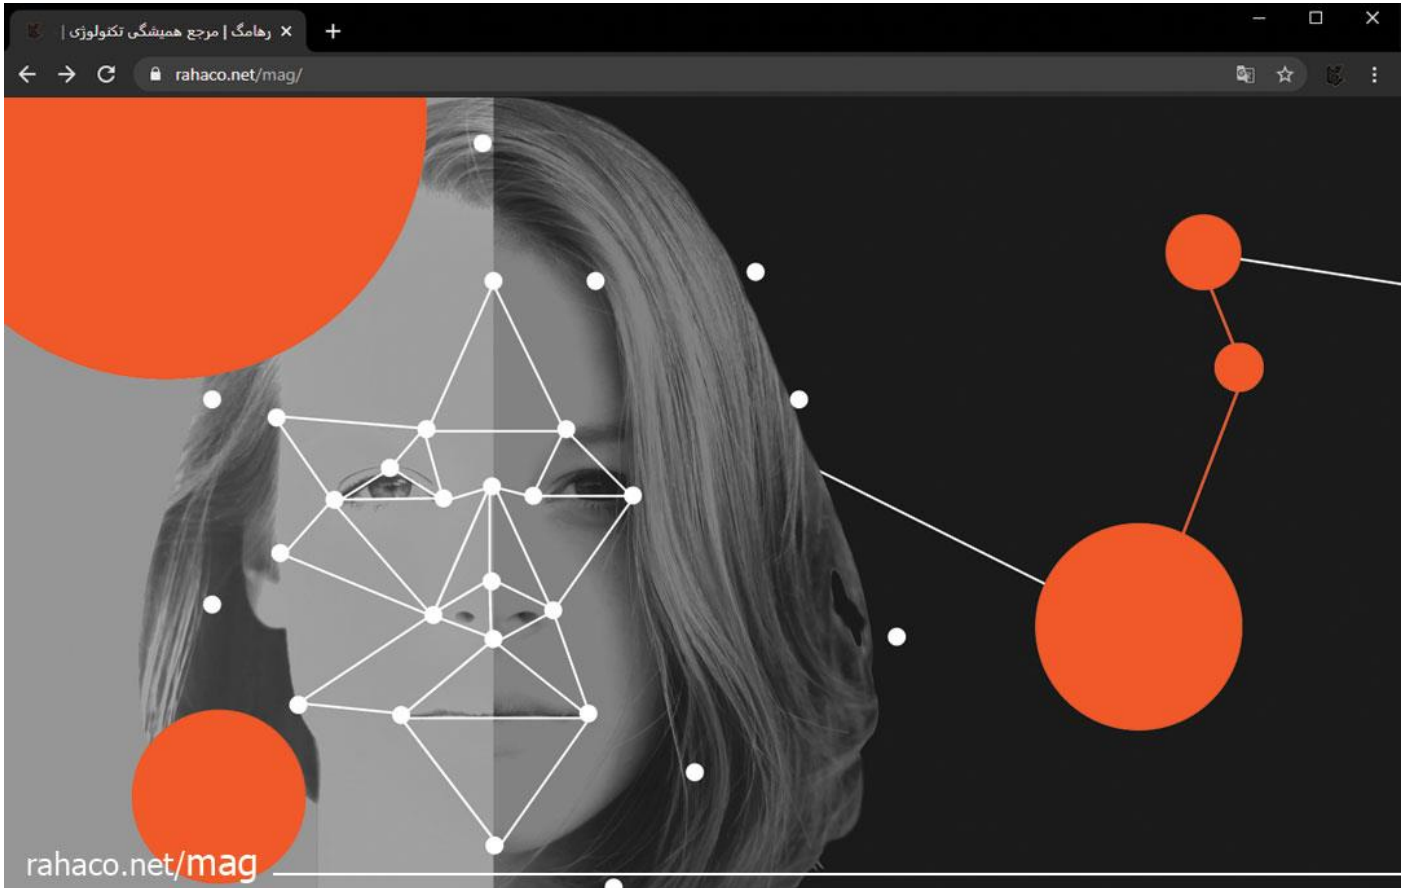 رهامگ | مرجع همیشگی تکنولوژی |
rahaco.net/mag/
rahaco.net/mag